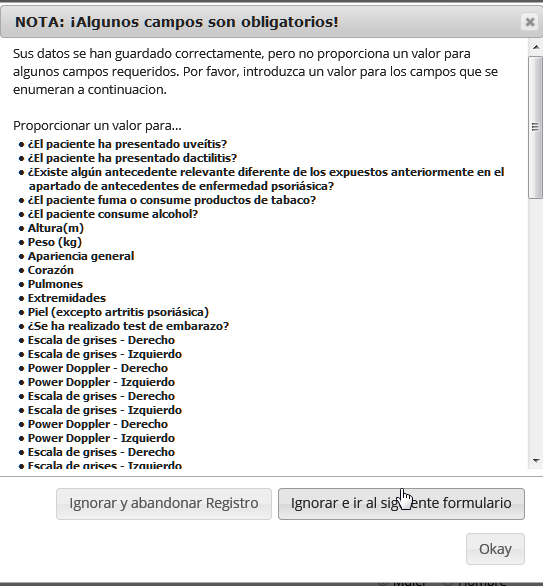 NOTA: ¡Algunos campos son obligatorios!
Sus datos se han guardado correctamente, pero no proporciona un valor para
algunos campos requeridos. Por favor, introduzca un valor para los campos que se
enumeran a continuacion.
Proporcionar un valor para...
• ¿El paciente ha presentado uveítis?
• ¿El paciente ha presentado dactilitis?
• ¿Existe algún antecedente relevante diferente de los expuestos anteriormente en el
apartado de antecedentes de enfermedad psoriásica?
• ¿El paciente fuma o consume productos de tabaco?
• ¿El paciente consume alcohol?
• Altura(m)
• Peso (kg)
• Apariencia general
• Corazón
• Pulmones
• Extremidades
• Piel (excepto artritis psoriásica)
• ¿Se ha realizado test de embarazo?
• Escala de grises - Derecho
• Escala de grises - Izquierdo
• Power Doppler - Derecho
• Power Doppler - Izquierdo
• Escala de grises - Derecho
• Escala de grises - Izquierdo
• Power Doppler - Derecho
• Power Doppler - Izquierdo
• Escala de grises - Derecho
• Escala de grises - Izquierdo
Ignorar y abandonar Registro
Ignorar e ir al siguiente formulario
Okay